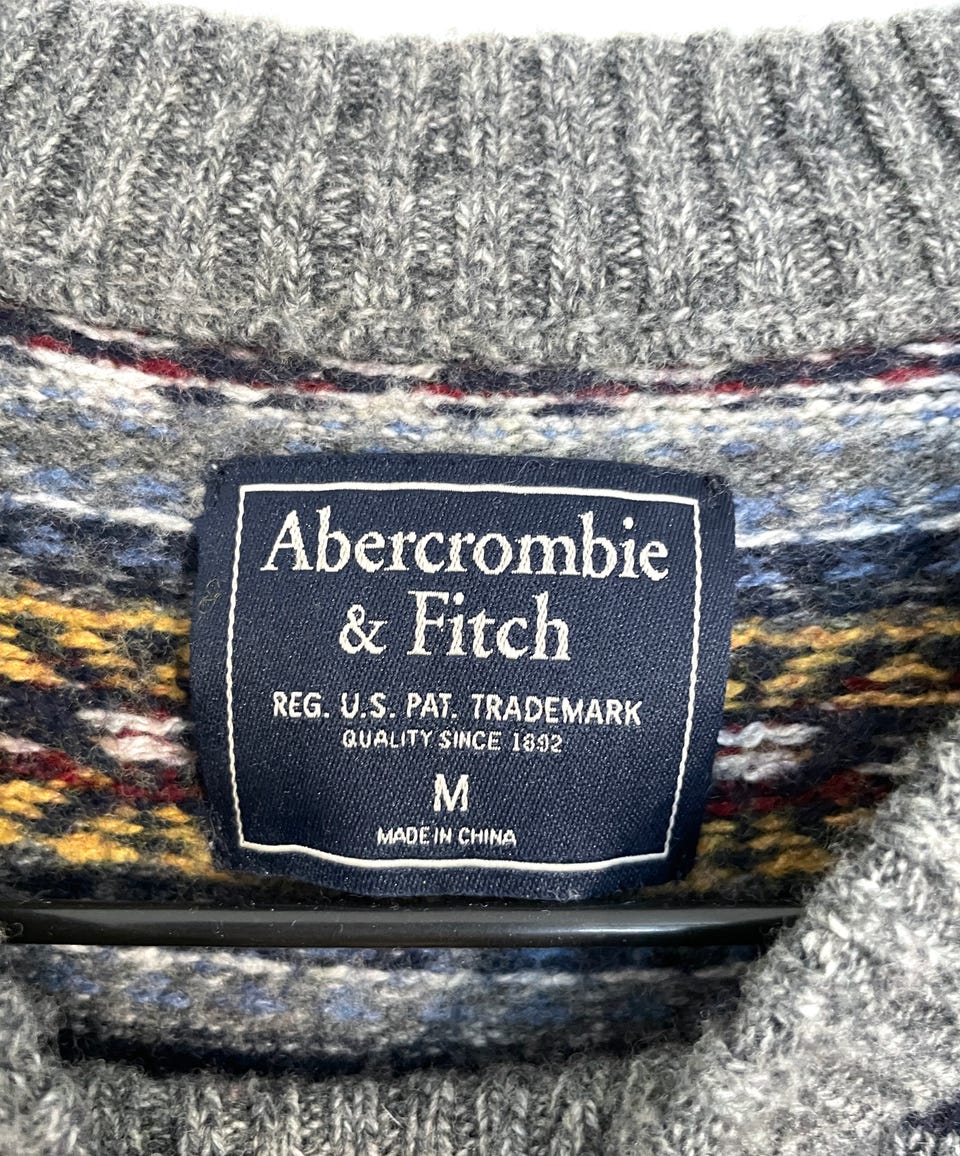 Abercrombie
& Fitch
REG. U.S. PAT. TRADEMARK
QUALITY SINCE 1892
M
MADE IN CHINA